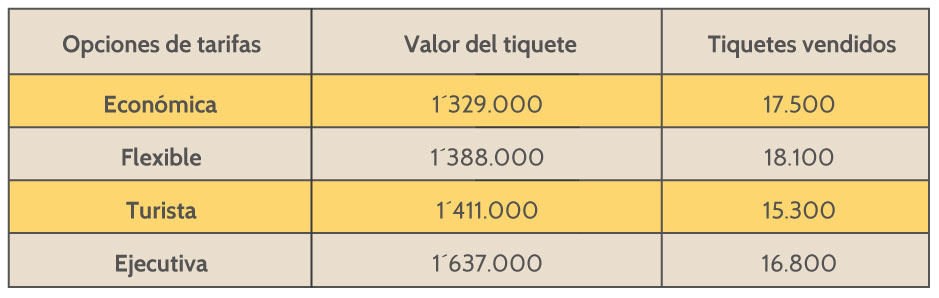 Opciones de tarifas Valor del tiquete Tiquetes vendidos
Económica 1´329.000 17.500
Flexible 1´388.000 18.100
Turista 1´411.000 15.300
Ejecutiva 1´637.000 16.800